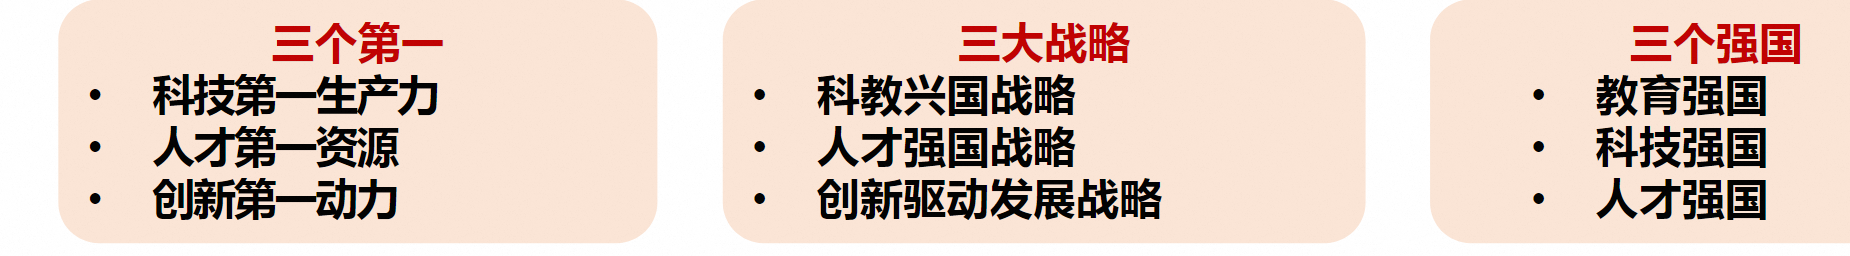 三个第一
• 科技第一生产力
• 人才第一资源
• 创新第一动力
三大战略
• 科教兴国战略
• 人才强国战略
• 创新驱动发展战略
三个强国
• 教育强国
• 科技强国
• 人才强国